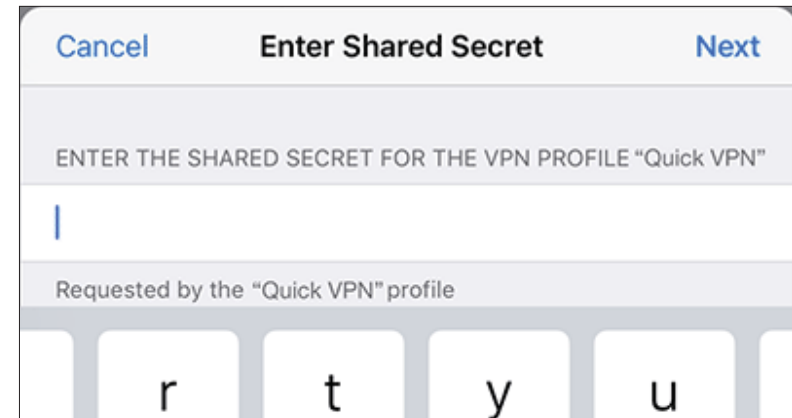 Cancel Enter Shared Secret Next
ENTER THE SHARED SECRET FOR THE VPN PROFILE “Quick VPN”
Requested by the “Quick VPN” profile
r t y u